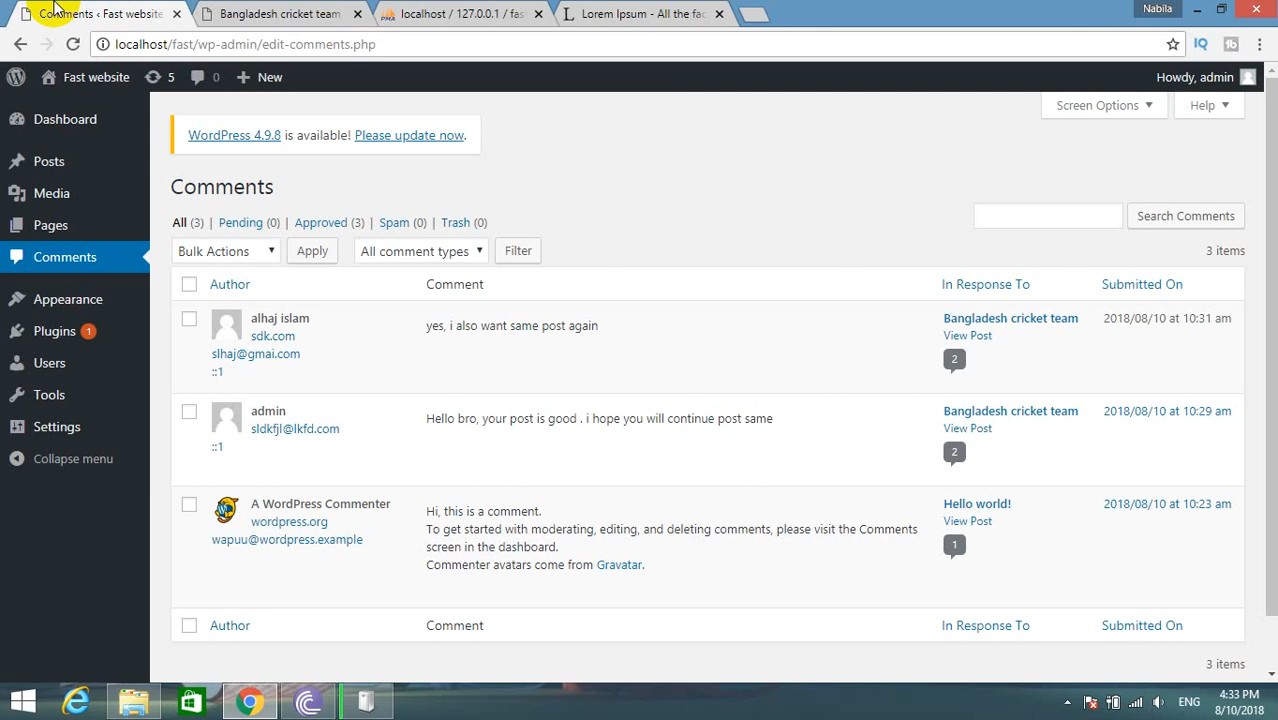 Comments ‹ Fast website
Bangladesh cricket team
localhost / 127.0.0.1 / fas
Lorem Ipsum - All the fac
Nabila
localhost/fast/wp-admin/edit-comments.php
Fast website 5 0 + New
Howdy, admin
Screen Options Help
Dashboard
Posts
Media
Pages
Comments
Appearance
Plugins 1
Users
Tools
Settings
Collapse menu
WordPress 4.9.8 is available! Please update now.
Comments
All (3) | Pending (0) | Approved (3) | Spam (0) | Trash (0)
Search Comments
Bulk Actions Apply All comment types Filter
3 items
Author Comment In Response To Submitted On
alhaj islam
sdk.com
slhaj@gmai.com
::1
yes, i also want same post again
Bangladesh cricket team
View Post
2
2018/08/10 at 10:31 am
admin
sldkfjl@lkfd.com
::1
Hello bro, your post is good . i hope you will continue post same
Bangladesh cricket team
View Post
2
2018/08/10 at 10:29 am
A WordPress Commenter
wordpress.org
wapuu@wordpress.example
Hi, this is a comment.
To get started with moderating, editing, and deleting comments, please visit the Comments
screen in the dashboard.
Commenter avatars come from Gravatar.
Hello world!
View Post
1
2018/08/10 at 10:23 am
Author Comment In Response To Submitted On
3 items
ENG
4:33 PM
8/10/2018